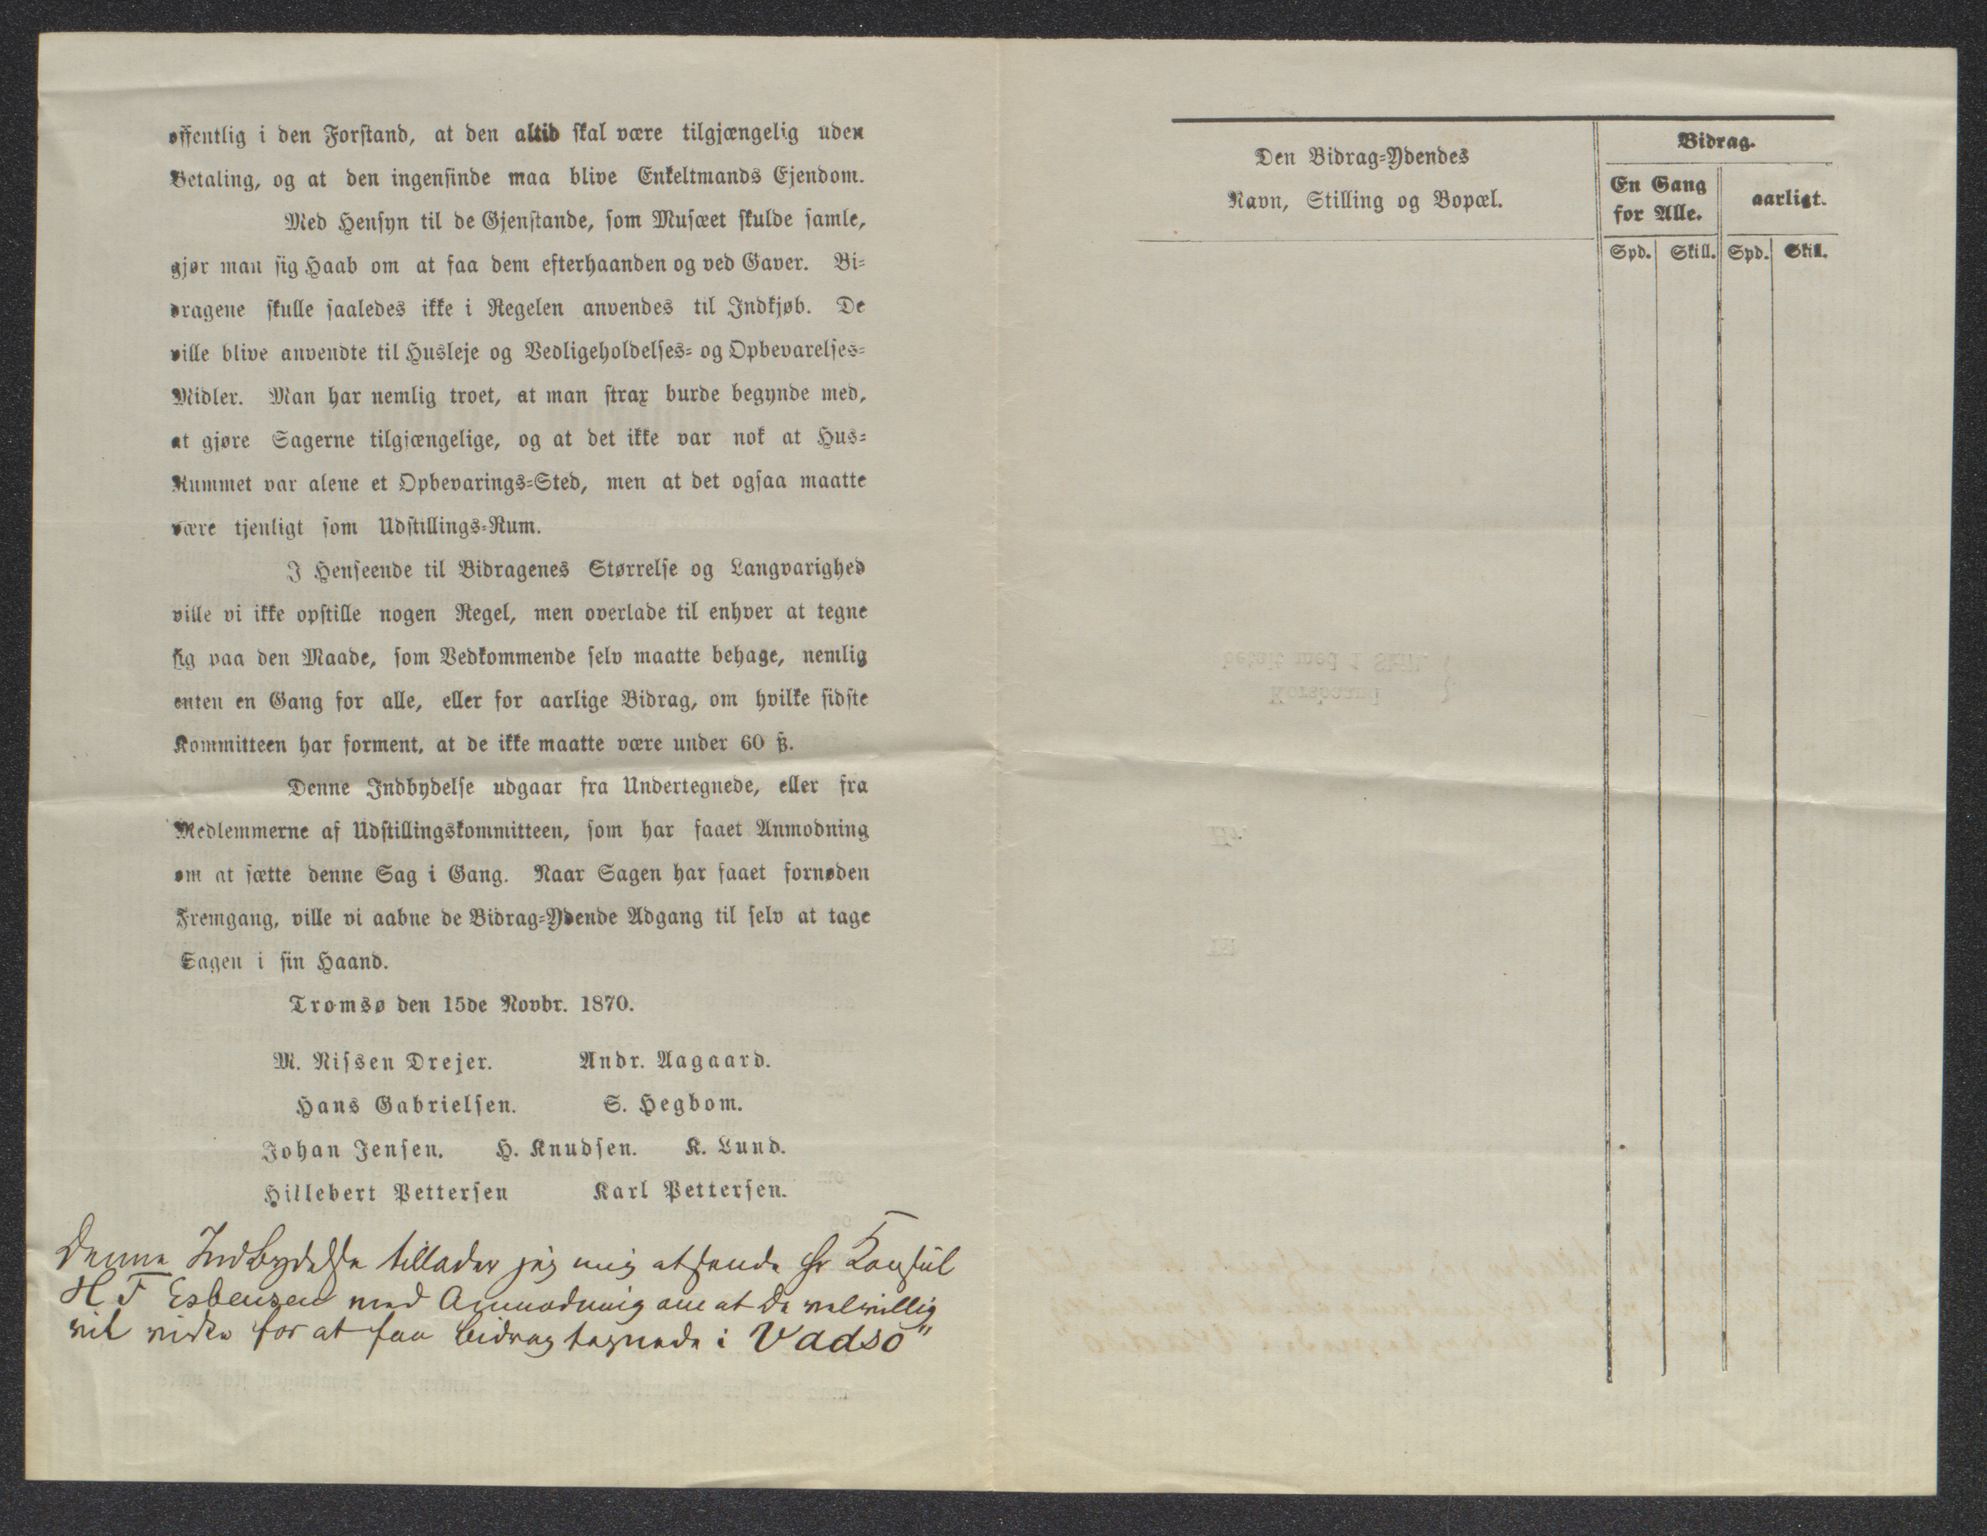 offentlig i den Forstand, at den altid skal være tilgjængelig uden
Betaling, og at den ingensinde maa blive Enkeltmands Ejendom.
Med Hensyn til de Gjenstande, som Musæet skulde samle,
gjør man sig Haab om at faa dem efterhaanden og ved Gaver. Bi-
dragene skulle saaledes ikke i Regelen anvendes til Indkjøb. De
ville blive anvendte til Husleje og Vedligeholdelses- og Opbevarelses-
Midler. Man har nemlig troet, at man strax burde begynde med,
at gjøre Sagerne tilgjængelige, og at det ikke var nok at Hus-
Rummet var alene et Opbevarings-Sted, men at det ogsaa maatte
være tjenligt som Udstillings-Rum.
I Henseende til Bidragenes Størrelse og Langvarighed
ville vi ikke opstille nogen Regel, men overlade til enhver at tegne
sig paa den Maade, som Vedkommende selv maatte behage, nemlig
enten en Gang for alle, eller for aarlige Bidrag, om hvilke sidste
Kommitteen har forment, at de ikke maatte være under 60 ß.
Denne Indbydelse udgaar fra Undertegnede, eller fra
Medlemmerne af Udstillingskommitteen, som har faaet Anmodning
om at sætte denne Sag i Gang. Naar Sagen har faaet fornøden
Fremgang, ville vi aabne de Bidrag-Ydende Adgang til selv at tage
Sagen i sin Haand.
Tromsø den 15de Novbr. 1870.
M. Nissen Drejer. Andr. Aagaard.
Hans Gabrielsen. S. Hegbom.
Johan Jensen. H. Knudsen. K. Lund.
Hillebert Pettersen Karl Pettersen.
Denne Indbydelse tillader jeg mig at sende Hr Konsul
H F Esbensen med Anmodning om at De velvillig
vil virke for at faa bidrag tegnede i Vadsö"
Den Bidrag-Ydendes
Navn, Stilling og Bopæl.
Bidrag.
En Gang
for Alle.
aarligt.
Spd. Skill. Spd. Skill.